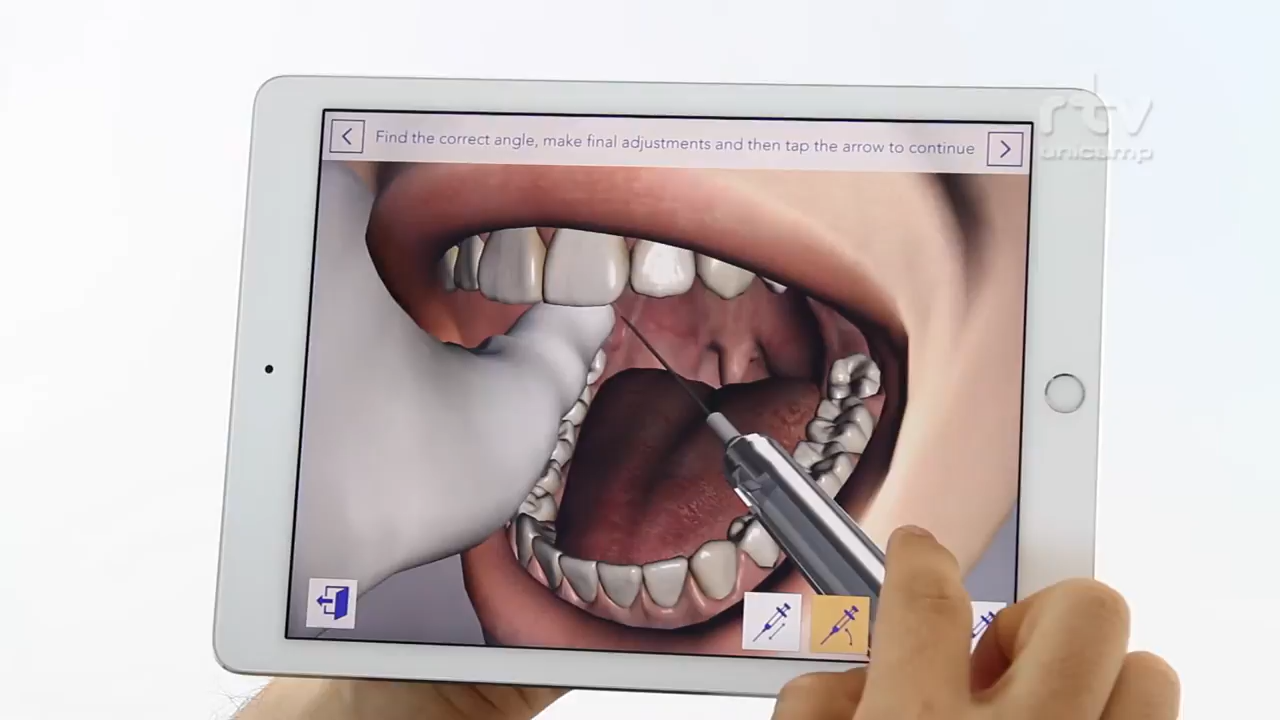 Find the correct angle, make final adjustments and then tap the arrow to continue
rtv
unicamp